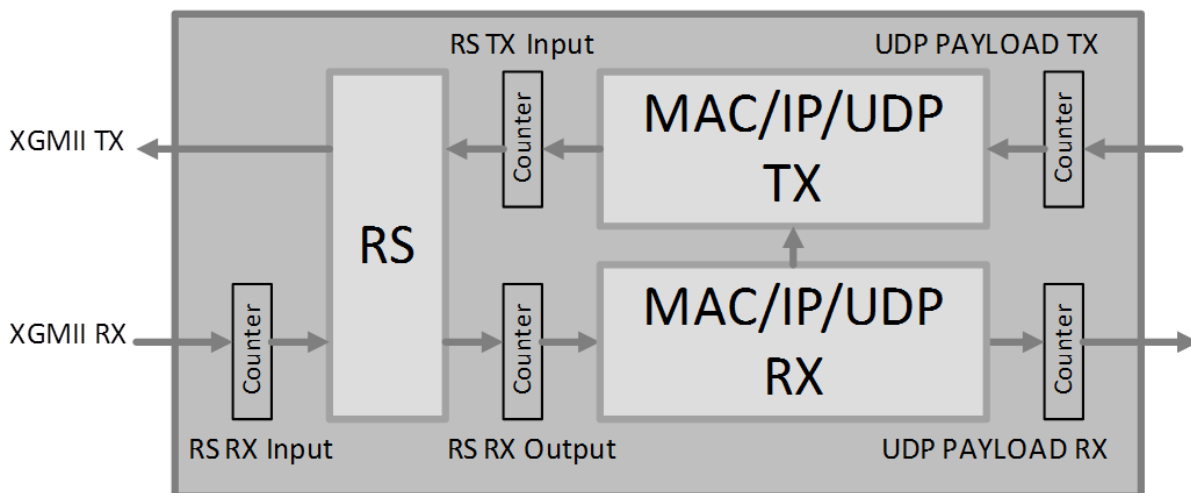 RS TX Input
UDP PAYLOAD TX
XGMII TX
Counter
MAC/IP/UDP
TX
Counter
RS
XGMII RX
Counter
Counter
MAC/IP/UDP
RX
Counter
RS RX Input
RS RX Output
UDP PAYLOAD RX